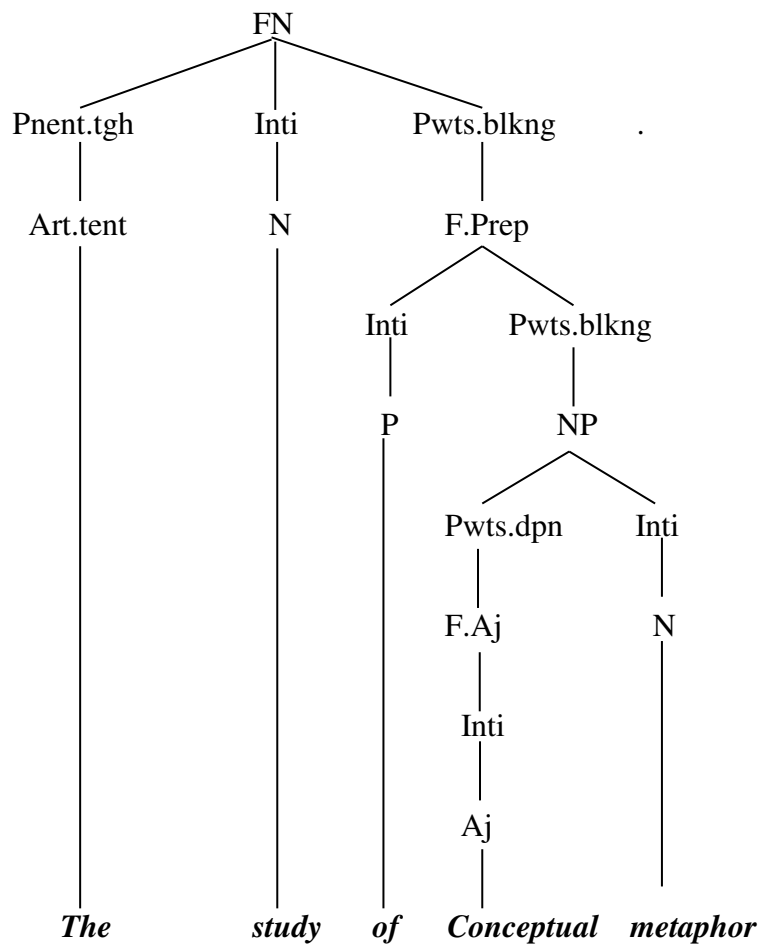 FN
Pnent.tgh Inti Pwts.blkng .
Art.tent N F.Prep
Inti Pwts.blkng
P NP
Pwts.dpn Inti
F.Aj N
Inti
Aj
The study of Conceptual metaphor